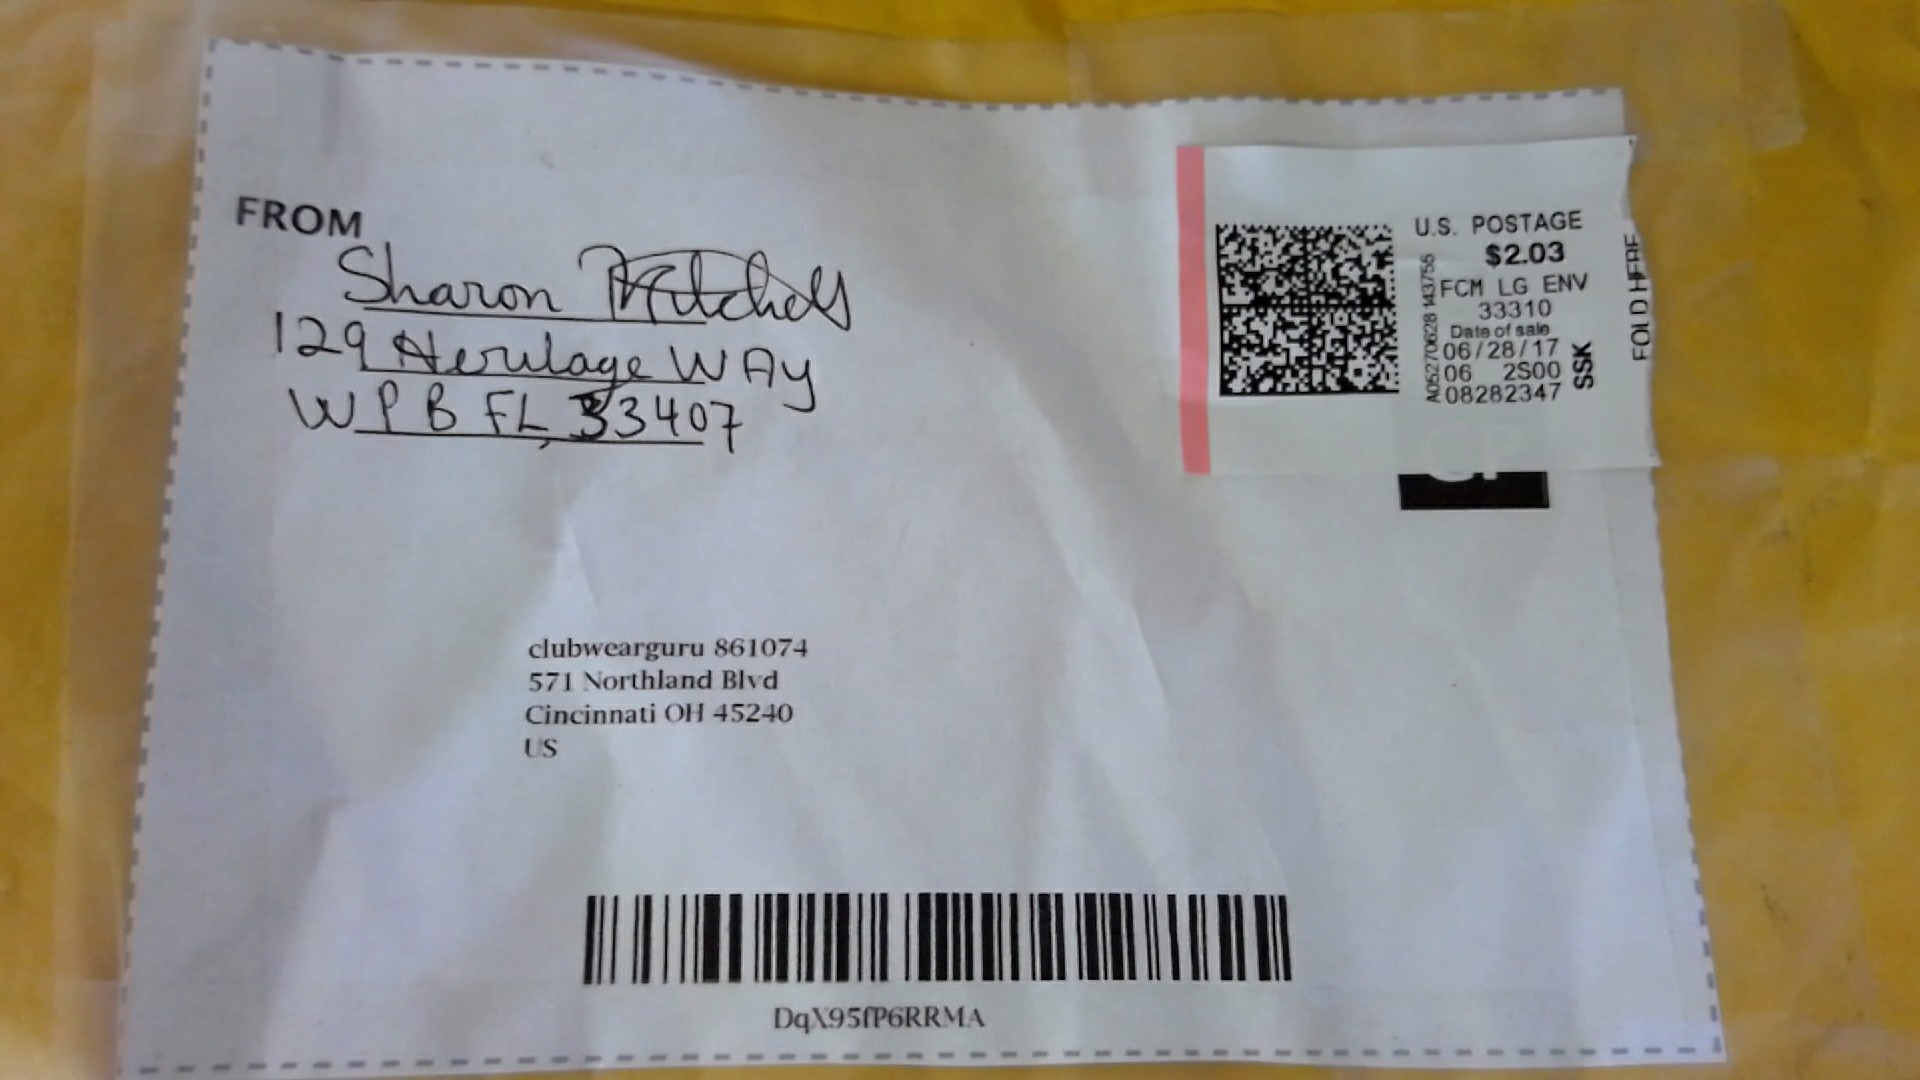 FROM
Sharon Mitchell
129 Heritage WAy
WPB FL, 33407
U.S. POSTAGE
$2.03
FCM LG ENV
33310
Date of sale
06/28/17
06 2S00
08282347
SSK
FOLD HERE
clubwearguru 861074
571 Northland Blvd
Cincinnati OH 45240
US
DqX95fP6RRMA